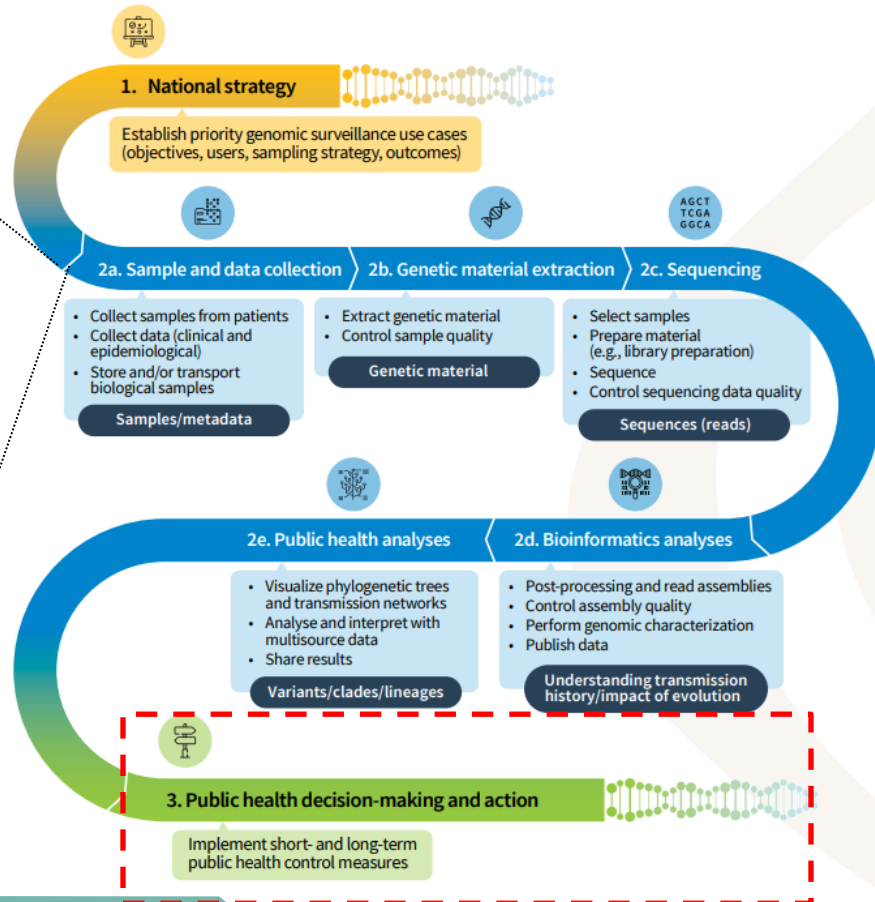 1. National strategy
Establish priority genomic surveillance use cases
(objectives, users, sampling strategy, outcomes)
AGCT
TCGA
GGCA
2a. Sample and data collection
2b. Genetic material extraction
2c. Sequencing
• Collect samples from patients
• Collect data (clinical and
epidemiological)
• Store and/or transport
biological samples
Samples/metadata
• Extract genetic material
• Control sample quality
Genetic material
• Select samples
• Prepare material
(e.g., library preparation)
• Sequence
• Control sequencing data quality
Sequences (reads)
2e. Public health analyses
2d. Bioinformatics analyses
• Visualize phylogenetic trees
and transmission networks
• Analyse and interpret with
multisource data
• Share results
Variants/clades/lineages
• Post-processing and read assemblies
• Control assembly quality
• Perform genomic characterization
• Publish data
Understanding transmission
history/impact of evolution
3. Public health decision-making and action
Implement short- and long-term
public health control measures